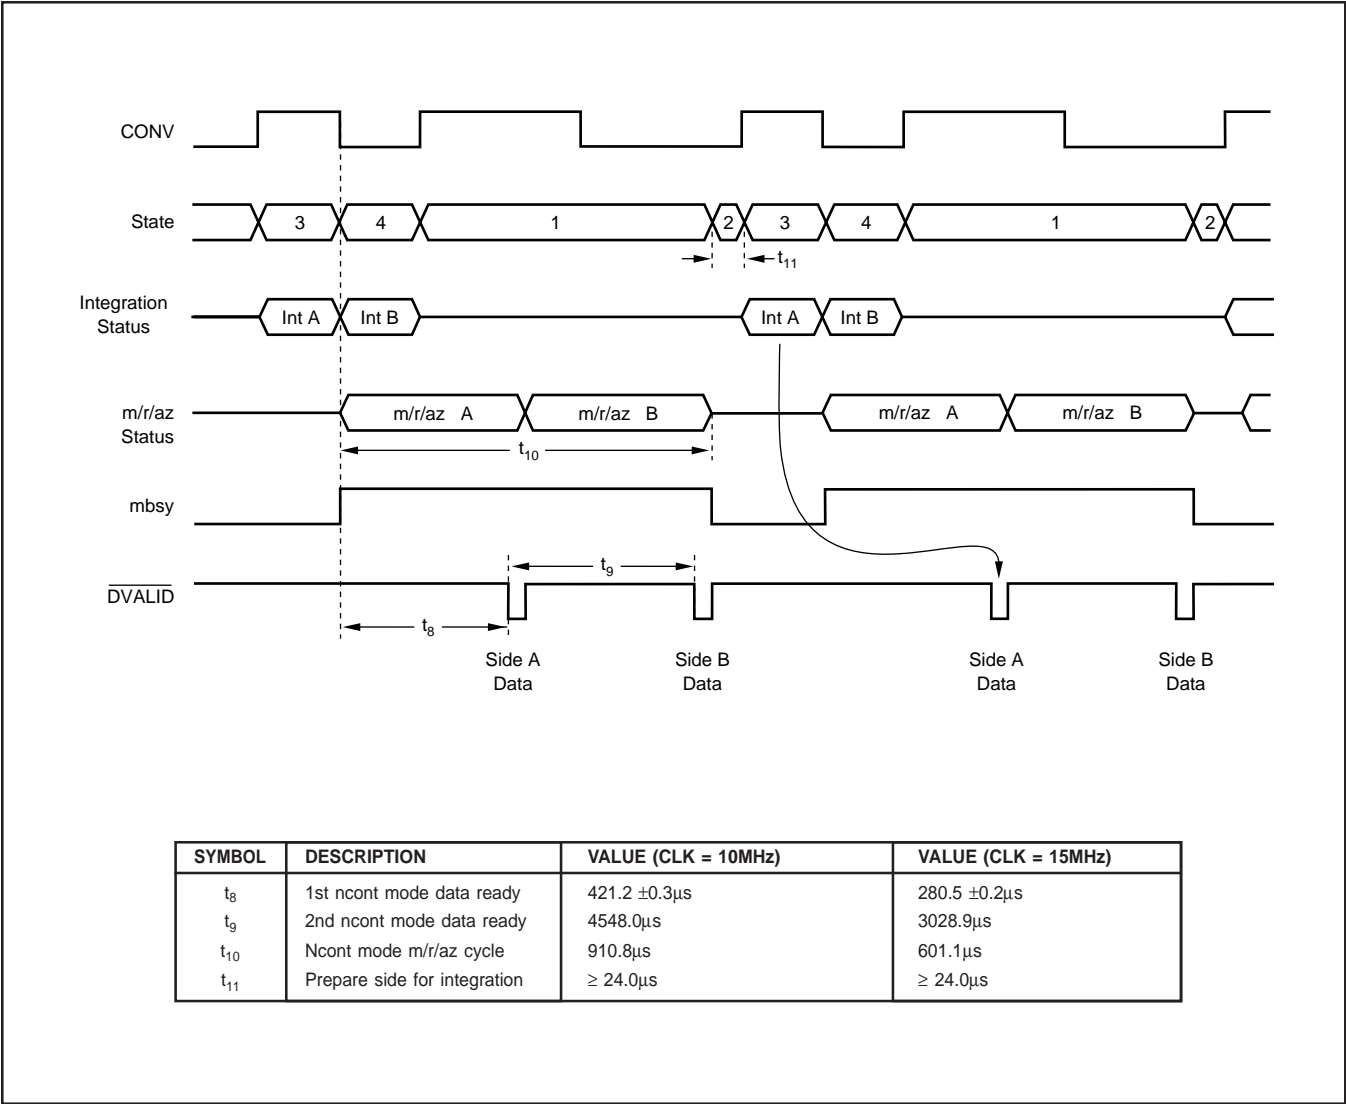 CONV
State 3 4 1 2 3 4 1 2
t11
Integration
Status
Int A Int B Int A Int B
m/r/az
Status
m/r/az A m/r/az B m/r/az A m/r/az B
t10
mbsy
t9
DVALID
t8
Side A
Data
Side B
Data
Side A
Data
Side B
Data
SYMBOL DESCRIPTION VALUE (CLK = 10MHz) VALUE (CLK = 15MHz)
t8 1st ncont mode data ready 421.2 ±0.3µs 280.5 ±0.2µs
t9 2nd ncont mode data ready 4548.0µs 3028.9µs
t10 Ncont mode m/r/az cycle 910.8µs 601.1µs
t11 Prepare side for integration ≥ 24.0µs ≥ 24.0µs